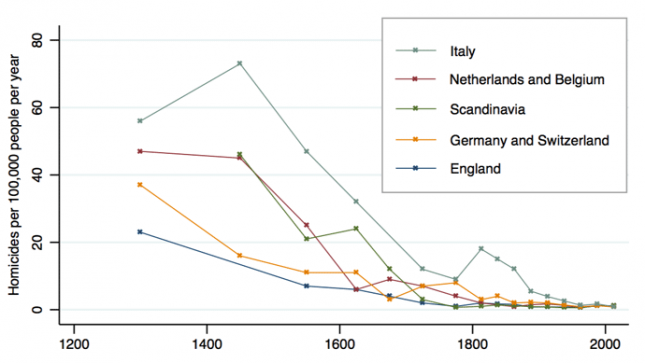 Homicides per 100,000 people per year
80
60
40
20
0
Italy
Netherlands and Belgium
Scandinavia
Germany and Switzerland
England
1200 1400 1600 1800 2000